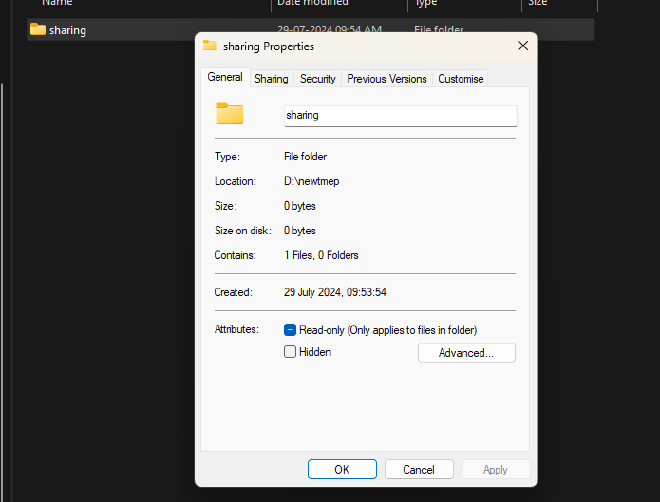 Name Date modified Type Size
sharing 29-07-2024 09:54 AM File folder
sharing Properties
General Sharing Security Previous Versions Customise
sharing
Type: File folder
Location: D:\newtmep
Size: 0 bytes
Size on disk: 0 bytes
Contains: 1 Files, 0 Folders
Created: 29 July 2024, 09:53:54
Attributes: Read-only (Only applies to files in folder)
Hidden Advanced...
OK Cancel Apply